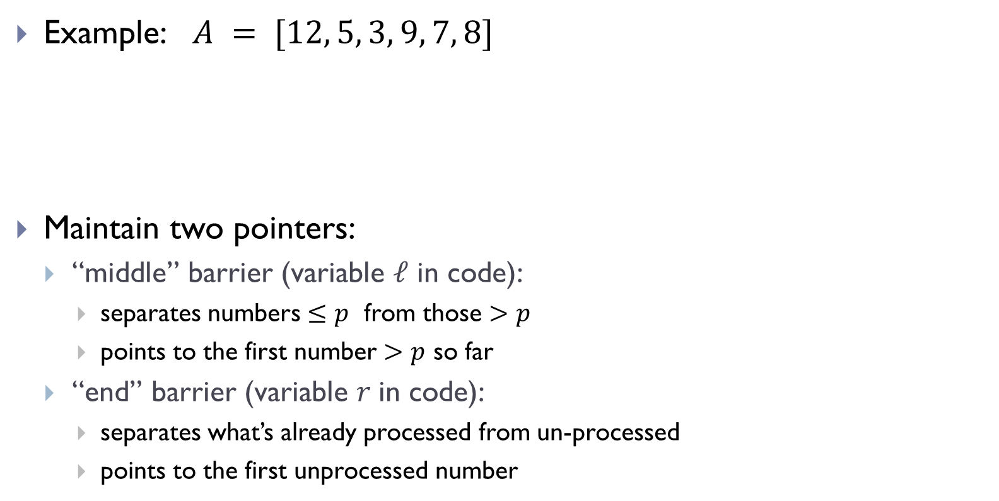 Example: A = [12, 5, 3, 9, 7, 8]
Maintain two pointers:
“middle” barrier (variable ℓ in code):
separates numbers ≤ p from those > p
points to the first number > p so far
“end” barrier (variable r in code):
separates what’s already processed from un-processed
points to the first unprocessed number